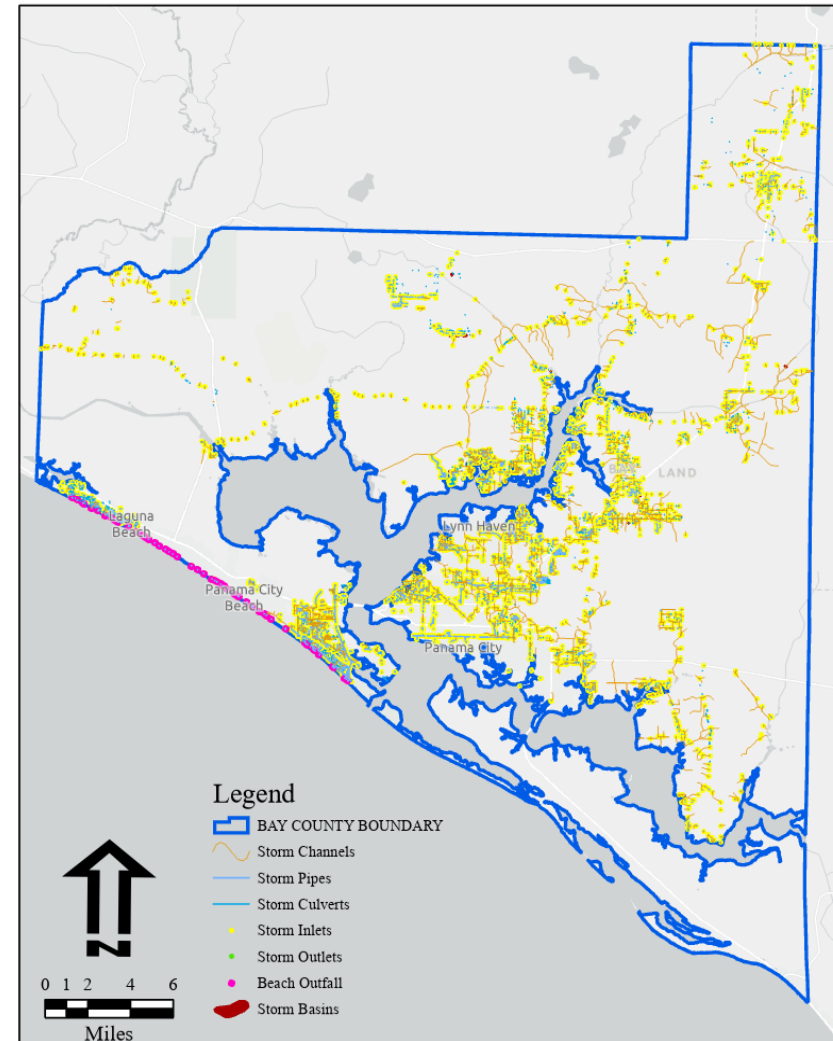 Laguna
Beach
Panama City
Beach
Lynn Haven
BAY
LAND
Panama City
Legend
BAY COUNTY BOUNDARY
Storm Channels
Storm Pipes
Storm Culverts
Storm Inlets
Storm Outlets
Beach Outfall
Storm Basins
N
0 1 2 4 6
Miles